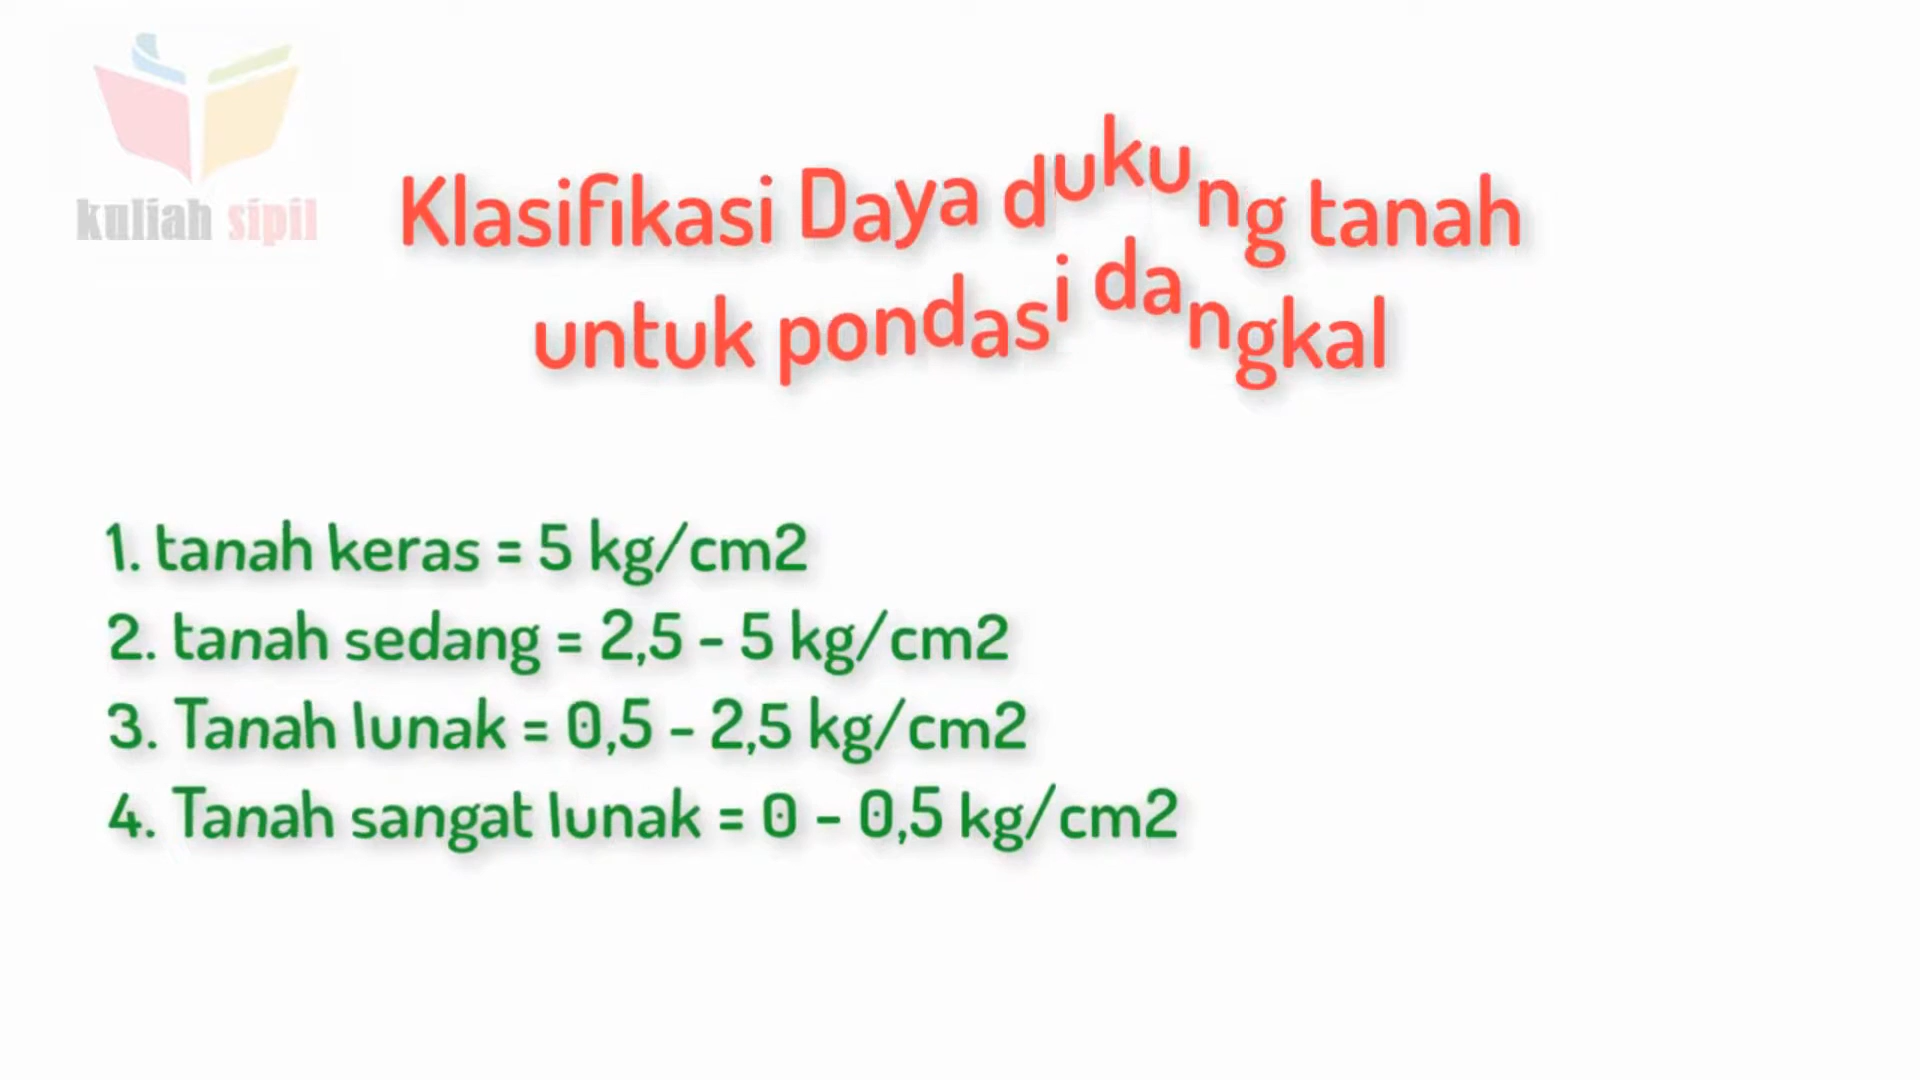 kuliah sipil
Klasifikasi Daya dukung tanah
untuk pondasi dangkal
1. tanah keras = 5 kg/cm2
2. tanah sedang = 2,5 - 5 kg/cm2
3. Tanah lunak = 0,5 - 2,5 kg/cm2
4. Tanah sangat lunak = 0 - 0,5 kg/cm2